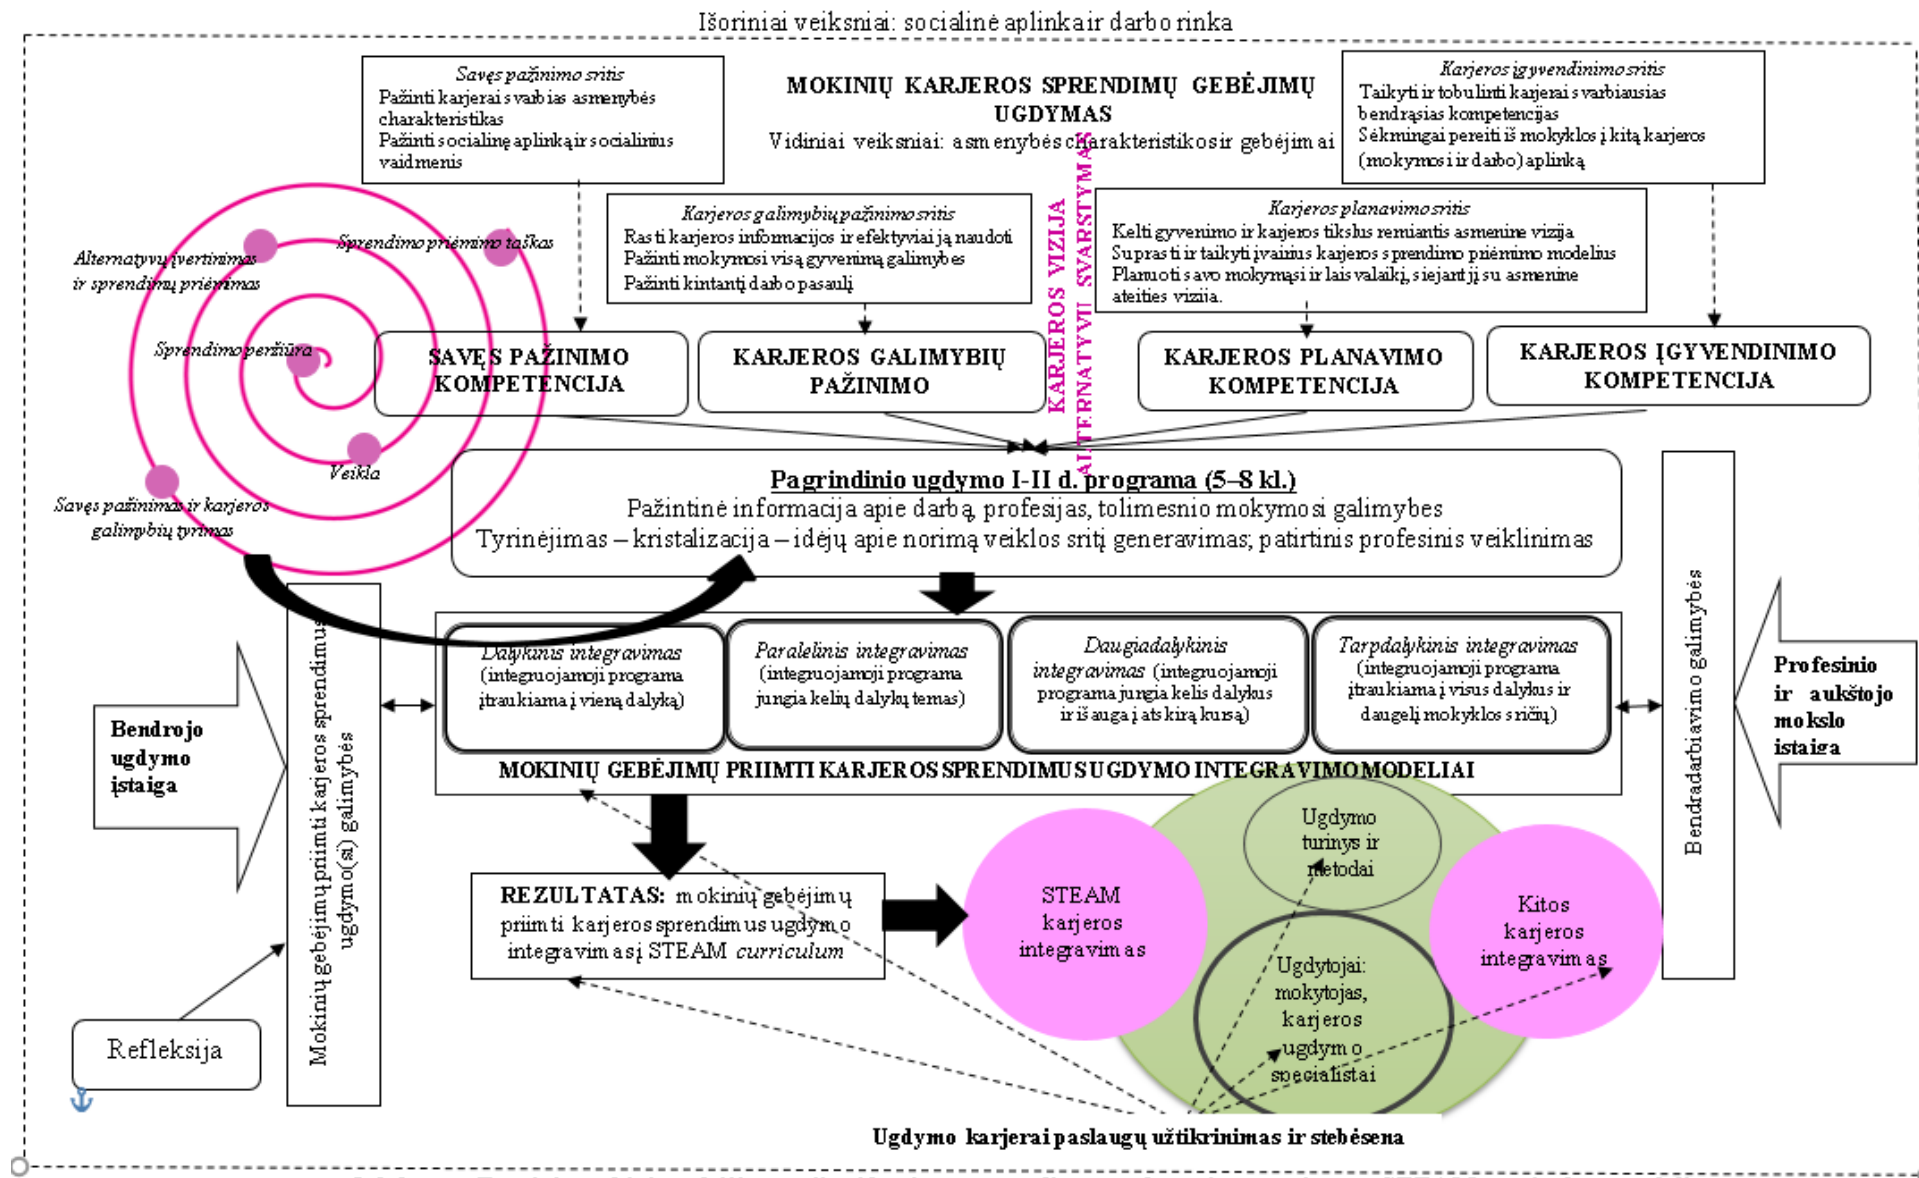 Išoriniai veiksniai: socialinė aplinka ir darbo rinka
Savęs pažinimo sritis
Pažinti karjerai svarbias asmenybės
charakteristikas
Pažinti socialinę aplinką ir socialinius
vaidmenis
MOKINIŲ KARJEROS SPRENDIMŲ GEBĖJIMŲ
UGDYMAS
Vidiniai veiksniai: asmenybės charakteristikos ir gebėjimai
Karjeros įgyvendinimo sritis
Taikyti ir tobulinti karjerai svarbiausias
bendrąsias kompetencijas
Sėkmingai pereiti iš mokyklos į kitą karjeros
(mokymosi ir darbo) aplinką
Karjeros galimybių pažinimo sritis
Rasti karjeros informacijos ir efektyviai ją naudoti
Pažinti mokymosi visą gyvenimą galimybes
Pažinti kintantį darbo pasaulį
KARJEROS VIZIJA
ALTERNATYVU SVARSTYMAS
Karjeros planavimo sritis
Kelti gyvenimo ir karjeros tikslus remiantis asmenine vizija
Suprasti ir taikyti įvairius karjeros sprendimo priėmimo modelius
Planuoti savo mokymąsi ir laisvalaikį, siejant jį su asmenine
ateities vizija.
Sprendimo priėmimo taškas
Alternatyvų įvertinimas
ir sprendimų priėmimas
Sprendimo peržiūra
Veikla
Savęs pažinimas ir karjeros
galimybių tyrimas
SAVĘS PAŽINIMO
KOMPETENCIJA
KARJEROS GALIMYBIŲ
PAŽINIMO
KARJEROS PLANAVIMO
KOMPETENCIJA
KARJEROS ĮGYVENDINIMO
KOMPETENCIJA
Pagrindinio ugdymo I-II d. programa (5–8 kl.)
Pažintinė informacija apie darbą, profesijas, tolimesnio mokymosi galimybes
Tyrinėjimas – kristalizacija – idėjų apie norimą veiklos sritį generavimas; patirtinis profesinis veiklinimas
Bendrojo
ugdymo
įstaiga
Mokinių gebėjimų priimti karjeros sprendimus
ugdymo(si) galimybės
Dalykinis integravimas
(integruojamoji programa
įtraukiama į vieną dalyką)
Paralelinis integravimas
(integruojamoji programa
jungia kelių dalykų temas)
Daugiadalykinis
integravimas (integruojamoji
programa jungia kelis dalykus
ir išauga į atskirą kursą)
Tarpdalykinis integravimas
(integruojamoji programa
įtraukiama į visus dalykus ir
daugelį mokyklos sričių)
MOKINIŲ GEBĖJIMŲ PRIIMTI KARJEROS SPRENDIMUS UGDYMO INTEGRAVIMO MODELIAI
Bendradarbiavimo galimybės
Profesinio
ir aukštojo
mokslo
įstaiga
REZULTATAS: mokinių gebėjimų
priimti karjeros sprendimus ugdymo
integravimas į STEAM curriculum
STEAM
karjeros
integravimas
Ugdymo
turinys ir
metodai
Ugdytojai:
mokytojas,
karjeros
ugdymo
specialistai
Kitos
karjeros
integravimas
Refleksija
Ugdymo karjerai paslaugų užtikrinimas ir stebėsena